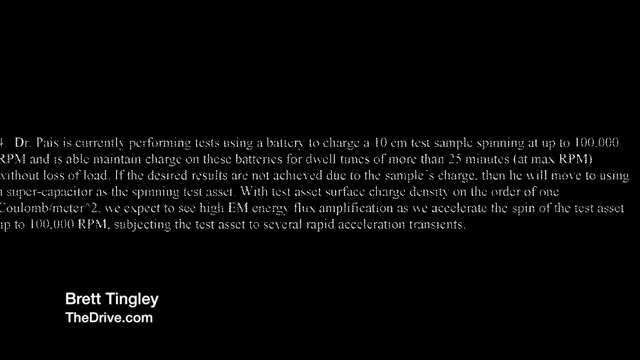 4. Dr. Pais is currently performing tests using a battery to charge a 10 cm test sample spinning at up to 100,000
RPM and is able maintain charge on these batteries for dwell times of more than 25 minutes (at max RPM)
without loss of load. If the desired results are not achieved due to the sample's charge, then he will move to using
a super-capacitor as the spinning test asset. With test asset surface charge density on the order of one
Coulomb/meter^2, we expect to see high EM energy flux amplification as we accelerate the spin of the test asset
up to 100,000 RPM, subjecting the test asset to several rapid acceleration transients.
Brett Tingley
TheDrive.com